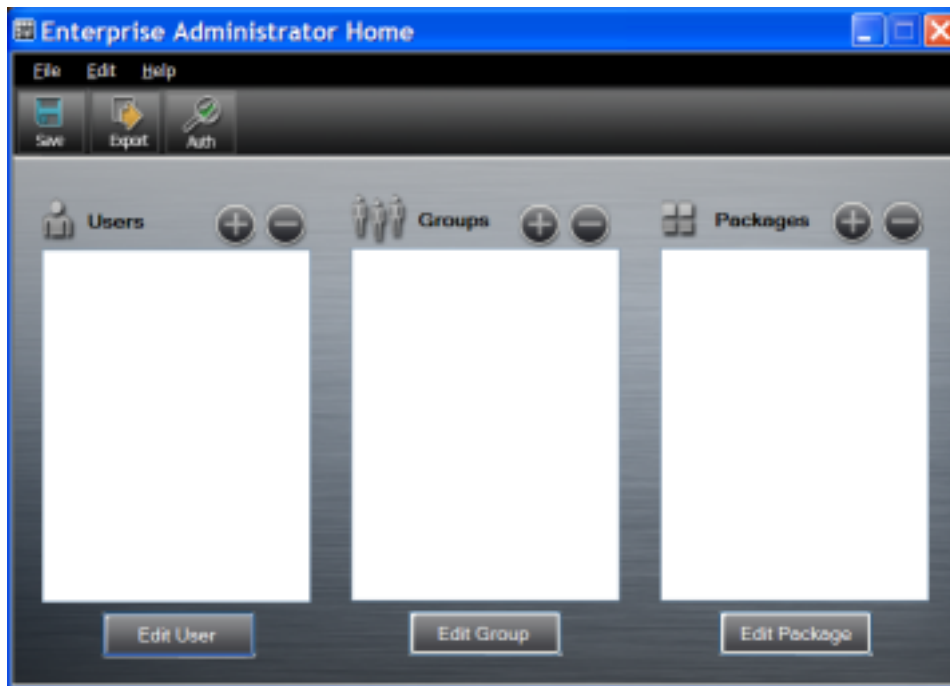 Enterprise Administrator Home
File Edit Help
Save Export Auth
Users Groups Packages
Edit User Edit Group Edit Package